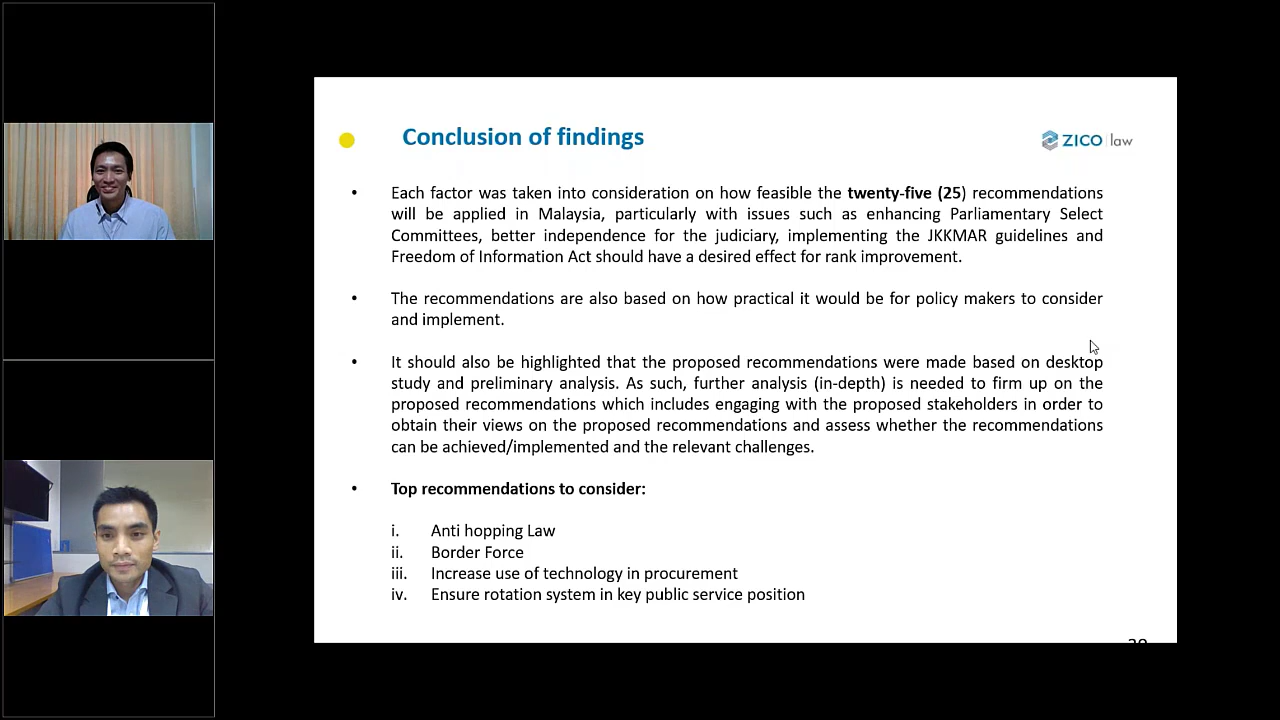 Conclusion of findings
ZICO law
• Each factor was taken into consideration on how feasible the twenty-five (25) recommendations
will be applied in Malaysia, particularly with issues such as enhancing Parliamentary Select
Committees, better independence for the judiciary, implementing the JKKMAR guidelines and
Freedom of Information Act should have a desired effect for rank improvement.
• The recommendations are also based on how practical it would be for policy makers to consider
and implement.
• It should also be highlighted that the proposed recommendations were made based on desktop
study and preliminary analysis. As such, further analysis (in-depth) is needed to firm up on the
proposed recommendations which includes engaging with the proposed stakeholders in order to
obtain their views on the proposed recommendations and assess whether the recommendations
can be achieved/implemented and the relevant challenges.
• Top recommendations to consider:
i. Anti hopping Law
ii. Border Force
iii. Increase use of technology in procurement
iv. Ensure rotation system in key public service position